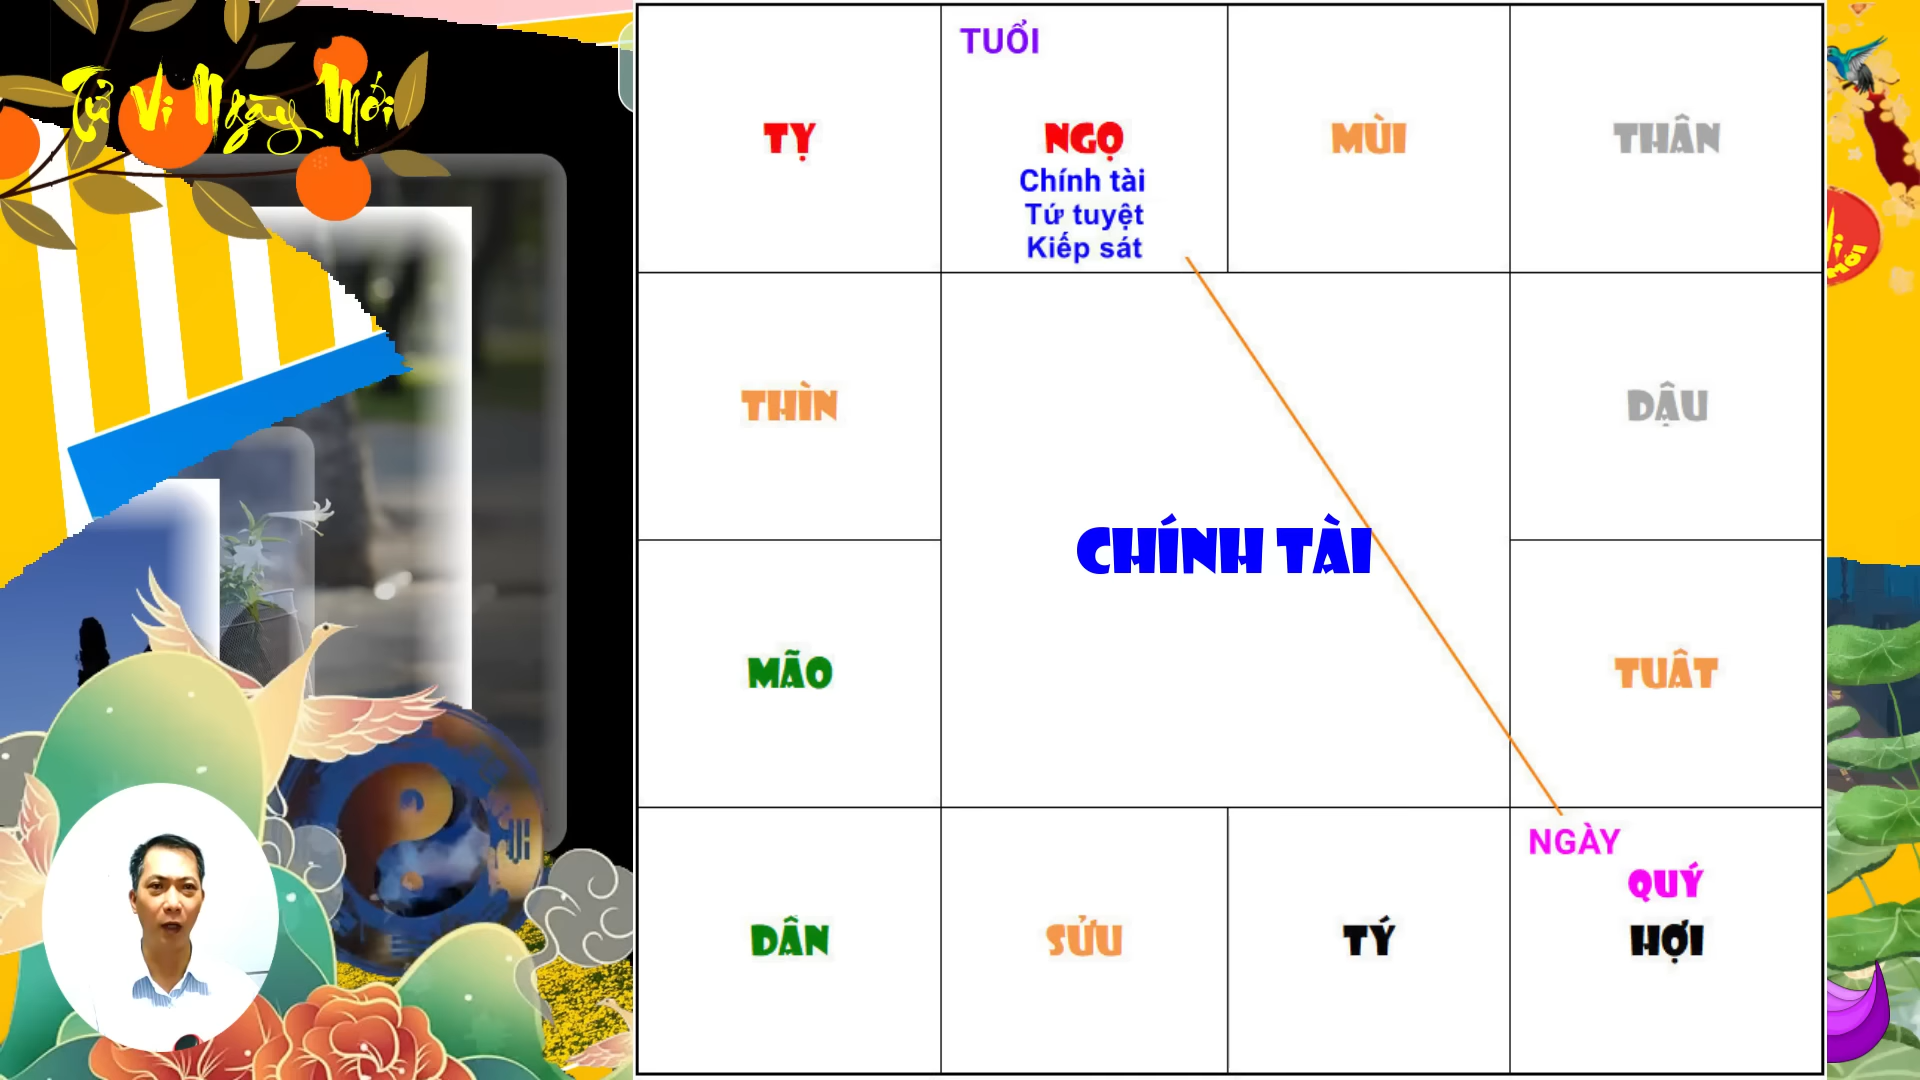 Tử Vi Ngày Mới
TUỔI
TỴ
NGỌ
MÙI
THÂN
Chính tài
Tứ tuyệt
Kiếp sát
THÌN
DẬU
CHÍNH TÀI
MÃO
TUẤT
NGÀY
QUÝ
DẦN
SỬU
TÝ
HỢI